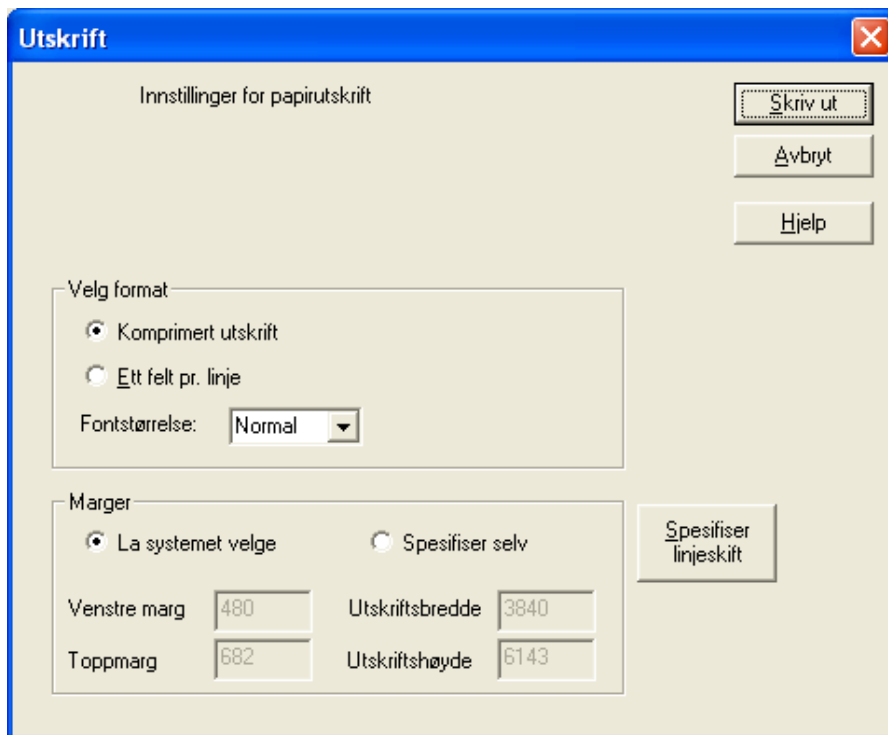 Utskrift
Innstillinger for papirutskrift
Skriv ut
Avbryt
Hjelp
Velg format
Komprimert utskrift
Ett felt pr. linje
Fontstørrelse: Normal
Marger
La systemet velge Spesifiser selv
Venstre marg 480 Utskriftsbredde 3840
Toppmarg 682 Utskriftshøyde 6143
Spesifiser
linjeskift